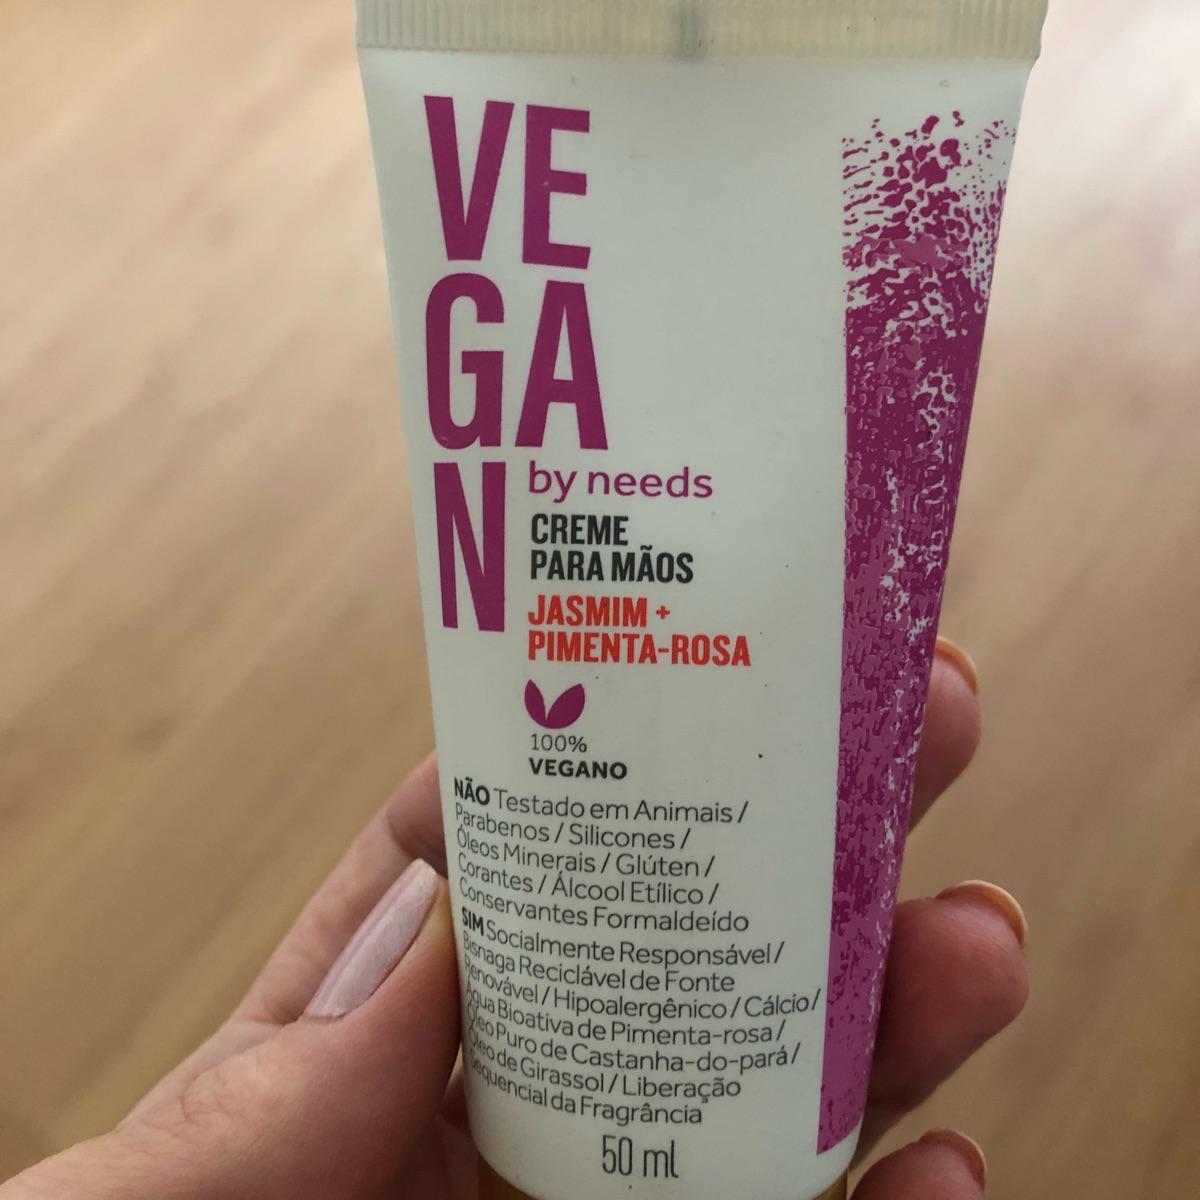 VE
GA
N
by needs
CREME
PARA MÃOS
JASMIM +
PIMENTA-ROSA
100%
VEGANO
NÃO Testado em Animais /
Parabenos / Silicones /
Óleos Minerais / Glúten /
Corantes / Álcool Etílico /
Conservantes Formaldeído
SIM Socialmente Responsável /
Bisnaga Reciclável de Fonte
Renovável / Hipoalergênico / Cálcio /
Água Bioativa de Pimenta-rosa /
Óleo Puro de Castanha-do-pará /
Óleo de Girassol / Liberação
Sequencial da Fragrância
50 ml